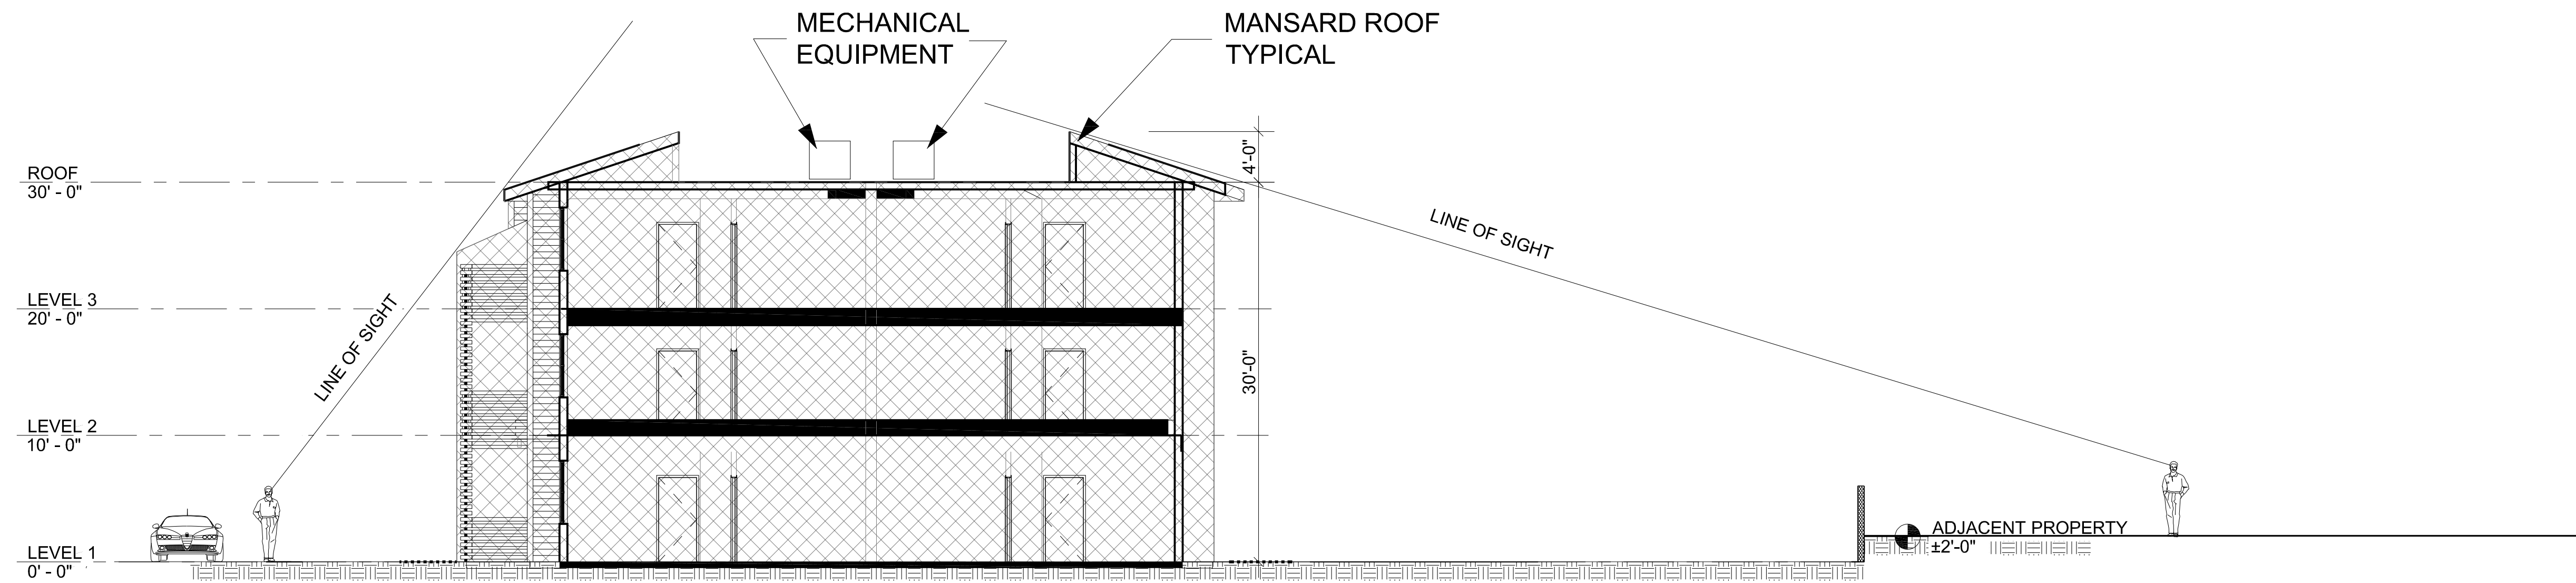 MECHANICAL
EQUIPMENT
MANSARD ROOF
TYPICAL
ROOF
30' - 0"
4'-0"
LINE OF SIGHT
LINE OF SIGHT
LEVEL 3
20' - 0"
30'-0"
LEVEL 2
10' - 0"
ADJACENT PROPERTY
±2'-0"
LEVEL 1
0' - 0"